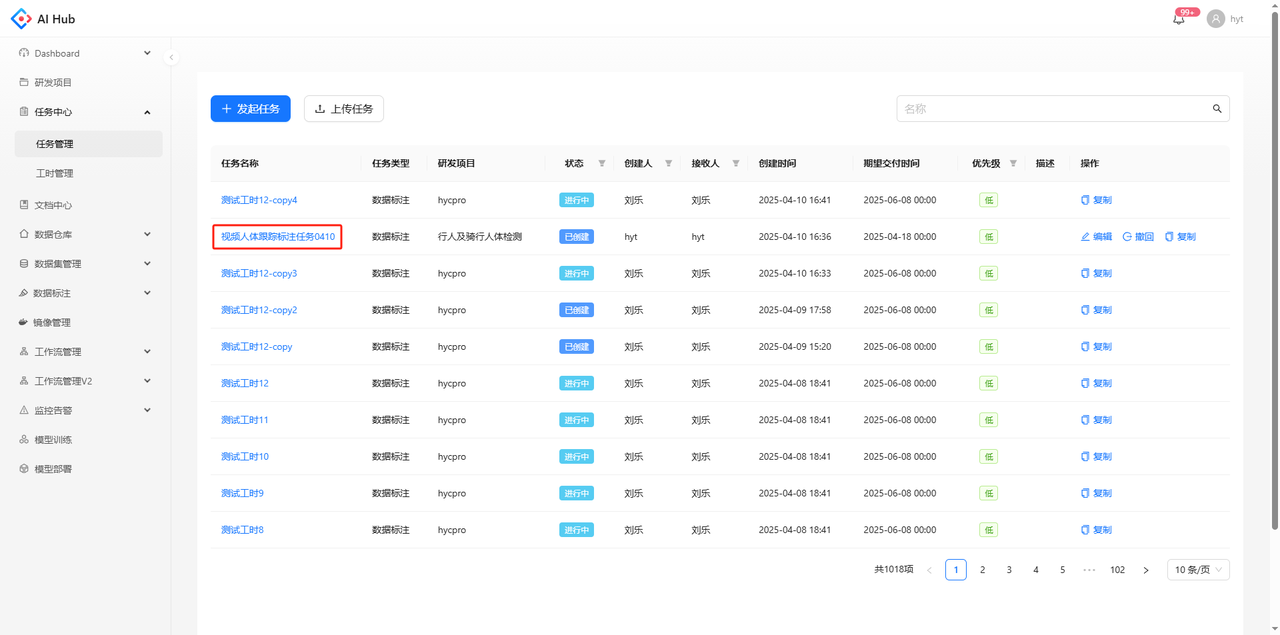 AI Hub
99+
hyt
Dashboard
研发项目
任务中心
任务管理
工时管理
文档中心
数据仓库
数据集管理
数据标注
镜像管理
工作流管理
工作流管理V2
监控告警
模型训练
模型部署
发起任务 上传任务 名称
任务名称 任务类型 研发项目 状态 创建人 接收人 创建时间 期望交付时间 优先级 描述 操作
测试工时12-copy4 数据标注 hycpro 进行中 刘乐 刘乐 2025-04-10 16:41 2025-06-08 00:00 低 复制
视频人体跟踪标注任务0410 数据标注 行人及骑行人体检测 已创建 hyt hyt 2025-04-10 16:36 2025-04-18 00:00 低 编辑 撤回 复制
测试工时12-copy3 数据标注 hycpro 进行中 刘乐 刘乐 2025-04-10 16:33 2025-06-08 00:00 低 复制
测试工时12-copy2 数据标注 hycpro 已创建 刘乐 刘乐 2025-04-09 17:58 2025-06-08 00:00 低 复制
测试工时12-copy 数据标注 hycpro 已创建 刘乐 刘乐 2025-04-09 15:20 2025-06-08 00:00 低 复制
测试工时12 数据标注 hycpro 进行中 刘乐 刘乐 2025-04-08 18:41 2025-06-08 00:00 低 复制
测试工时11 数据标注 hycpro 进行中 刘乐 刘乐 2025-04-08 18:41 2025-06-08 00:00 低 复制
测试工时10 数据标注 hycpro 进行中 刘乐 刘乐 2025-04-08 18:41 2025-06-08 00:00 低 复制
测试工时9 数据标注 hycpro 进行中 刘乐 刘乐 2025-04-08 18:41 2025-06-08 00:00 低 复制
测试工时8 数据标注 hycpro 进行中 刘乐 刘乐 2025-04-08 18:41 2025-06-08 00:00 低 复制
共1018项 1 2 3 4 5 ··· 102 10 条/页